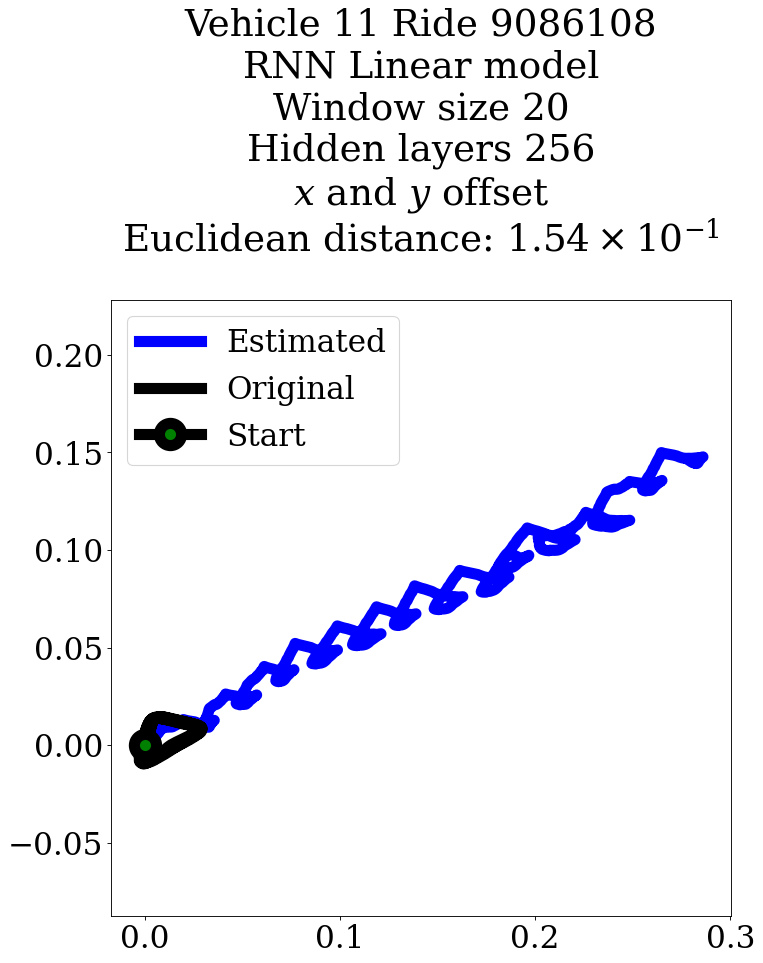 Vehicle 11 Ride 9086108
RNN Linear model
Window size 20
Hidden layers 256
x and y offset
Euclidean distance: 1.54 × 10⁻¹
Estimated
Original
Start
0.20
0.15
0.10
0.05
0.00
−0.05
0.0 0.1 0.2 0.3